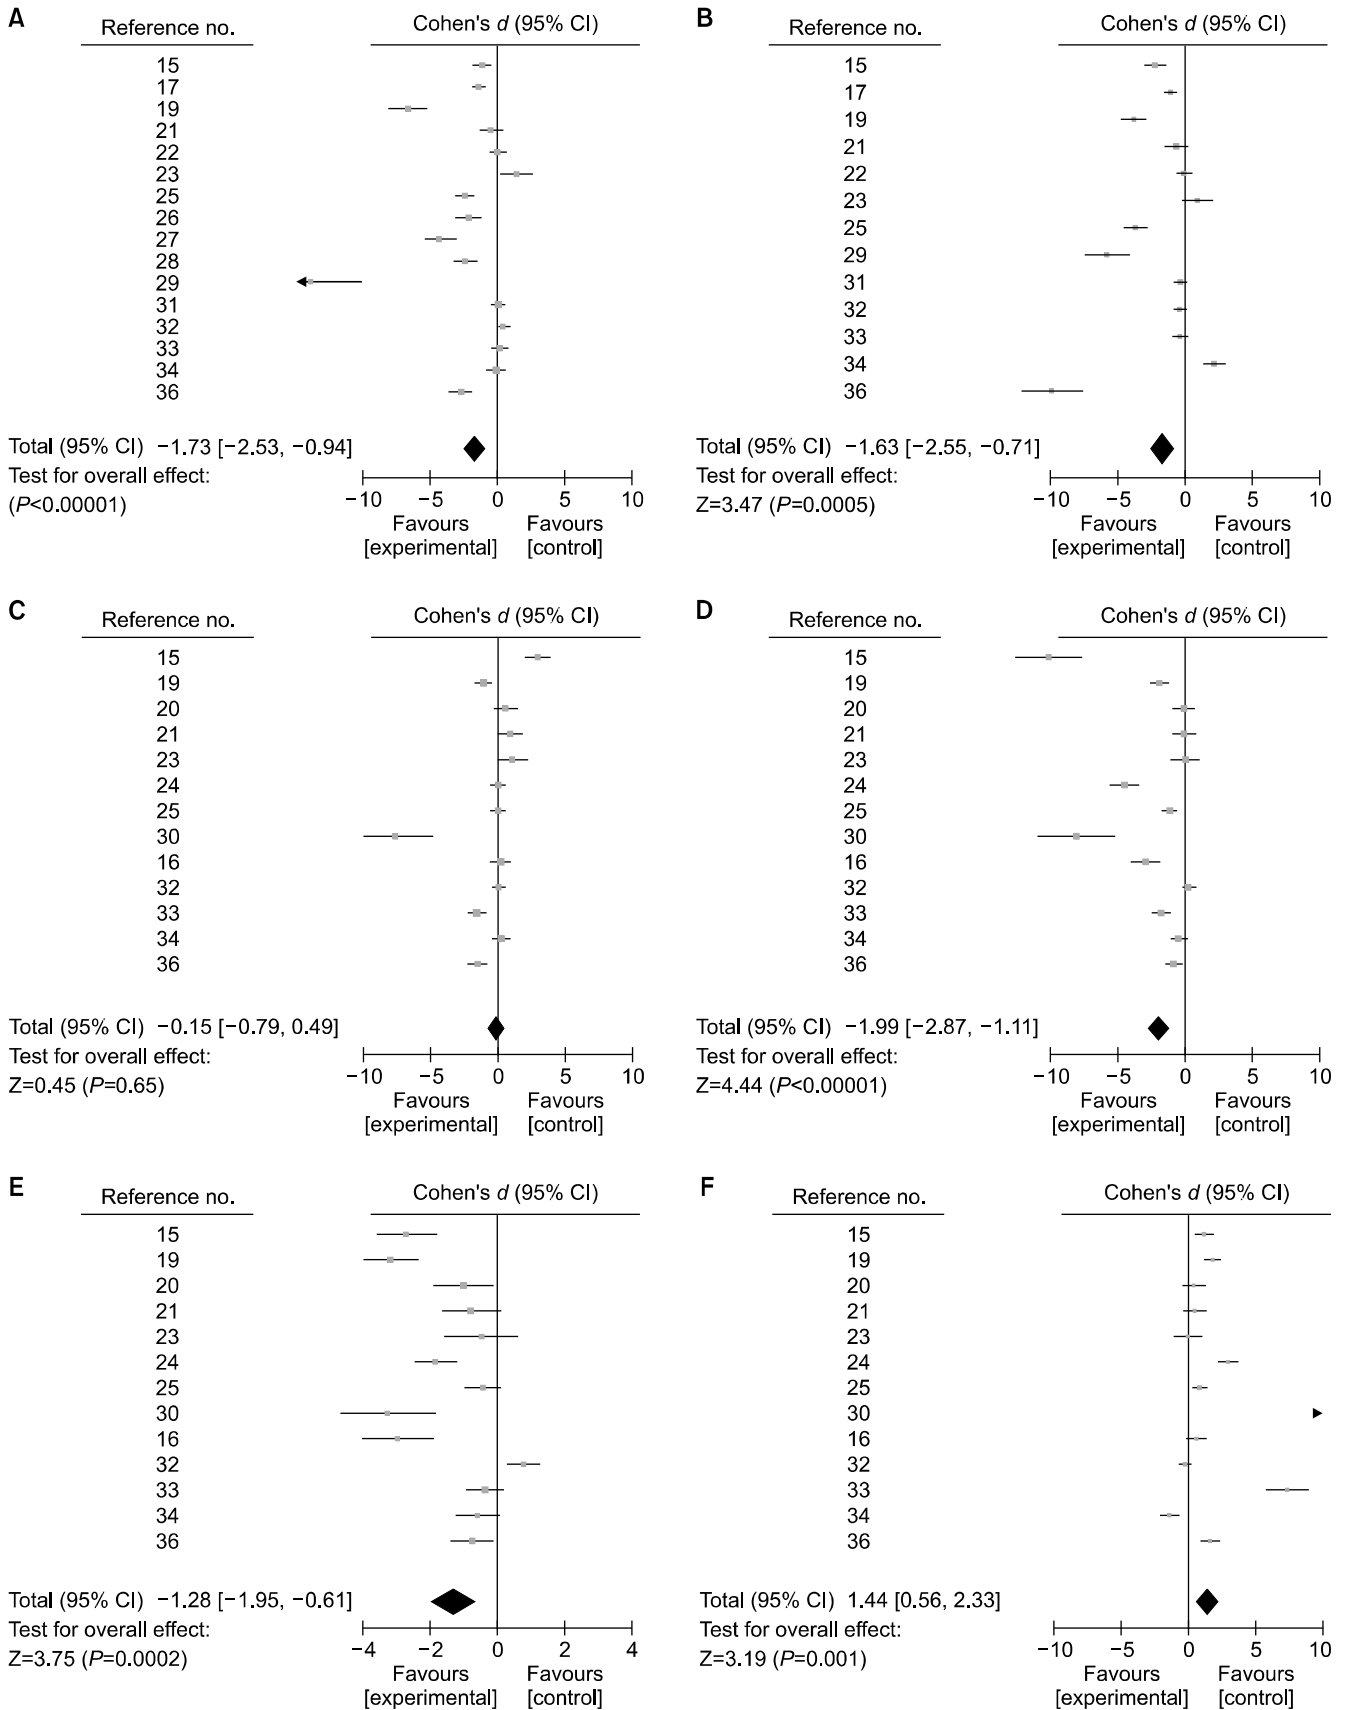 A
Reference no. Cohen's d (95% CI)
15
17
19
21
22
23
25
26
27
28
29
31
32
33
34
36
Total (95% CI) −1.73 [−2.53, −0.94]
Test for overall effect:
(P<0.00001)
−10 −5 0 5 10
Favours Favours
[experimental] [control]
B
Reference no. Cohen's d (95% CI)
15
17
19
21
22
23
25
29
31
32
33
34
36
Total (95% CI) −1.63 [−2.55, −0.71]
Test for overall effect:
Z=3.47 (P=0.0005)
−10 −5 0 5 10
Favours Favours
[experimental] [control]
C
Reference no. Cohen's d (95% CI)
15
19
20
21
23
24
25
30
16
32
33
34
36
Total (95% CI) −0.15 [−0.79, 0.49]
Test for overall effect:
Z=0.45 (P=0.65)
−10 −5 0 5 10
Favours Favours
[experimental] [control]
D
Reference no. Cohen's d (95% CI)
15
19
20
21
23
24
25
30
16
32
33
34
36
Total (95% CI) −1.99 [−2.87, −1.11]
Test for overall effect:
Z=4.44 (P<0.00001)
−10 −5 0 5 10
Favours Favours
[experimental] [control]
E
Reference no. Cohen's d (95% CI)
15
19
20
21
23
24
25
30
16
32
33
34
36
Total (95% CI) −1.28 [−1.95, −0.61]
Test for overall effect:
Z=3.75 (P=0.0002)
−4 −2 0 2 4
Favours Favours
[experimental] [control]
F
Reference no. Cohen's d (95% CI)
15
19
20
21
23
24
25
30
16
32
33
34
36
Total (95% CI) 1.44 [0.56, 2.33]
Test for overall effect:
Z=3.19 (P=0.001)
−10 −5 0 5 10
Favours Favours
[experimental] [control]